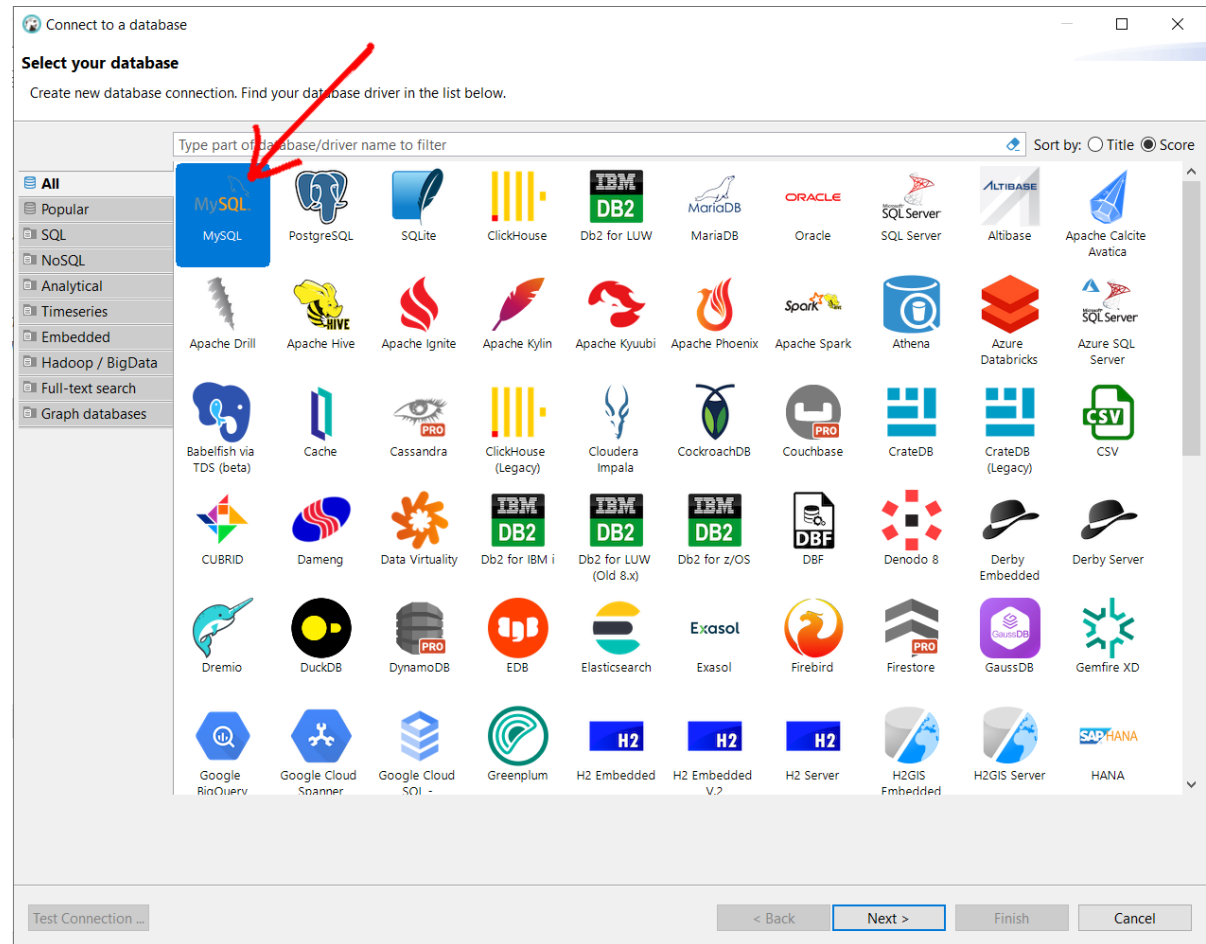 Connect to a database
Select your database
Create new database connection. Find your database driver in the list below.
Type part of database/driver name to filter
Sort by: Title Score
All
Popular
SQL
NoSQL
Analytical
Timeseries
Embedded
Hadoop / BigData
Full-text search
Graph databases
MySQL
IBM
DB2
MariaDB
ORACLE
Microsoft
SQL Server
ALTIBASE
MySQL PostgreSQL SQLite ClickHouse Db2 for LUW MariaDB Oracle SQL Server Altibase Apache Calcite
Avatica
HIVE
Spark
Microsoft
SQL Server
Apache Drill Apache Hive Apache Ignite Apache Kylin Apache Kyuubi Apache Phoenix Apache Spark Athena Azure Azure SQL
Databricks Server
PRO
PRO
CSV
Babelfish via Cache Cassandra ClickHouse Cloudera CockroachDB Couchbase CrateDB CrateDB CSV
TDS (beta) (Legacy) Impala (Legacy)
IBM IBM IBM
DB2 DB2 DB2 DBF
CUBRID Dameng Data Virtuality Db2 for IBM i Db2 for LUW Db2 for z/OS DBF Denodo 8 Derby Derby Server
(Old 8.x) Embedded
PRO
EDB
Exasol
PRO
GaussDB
Dremio DuckDB DynamoDB EDB Elasticsearch Exasol Firebird Firestore GaussDB Gemfire XD
H2 H2 H2 SAP HANA
Google Google Cloud Google Cloud Greenplum H2 Embedded H2 Embedded H2 Server H2GIS H2GIS Server HANA
BigQuery Spanner SQL - V.2 Embedded
Test Connection ...
< Back Next > Finish Cancel